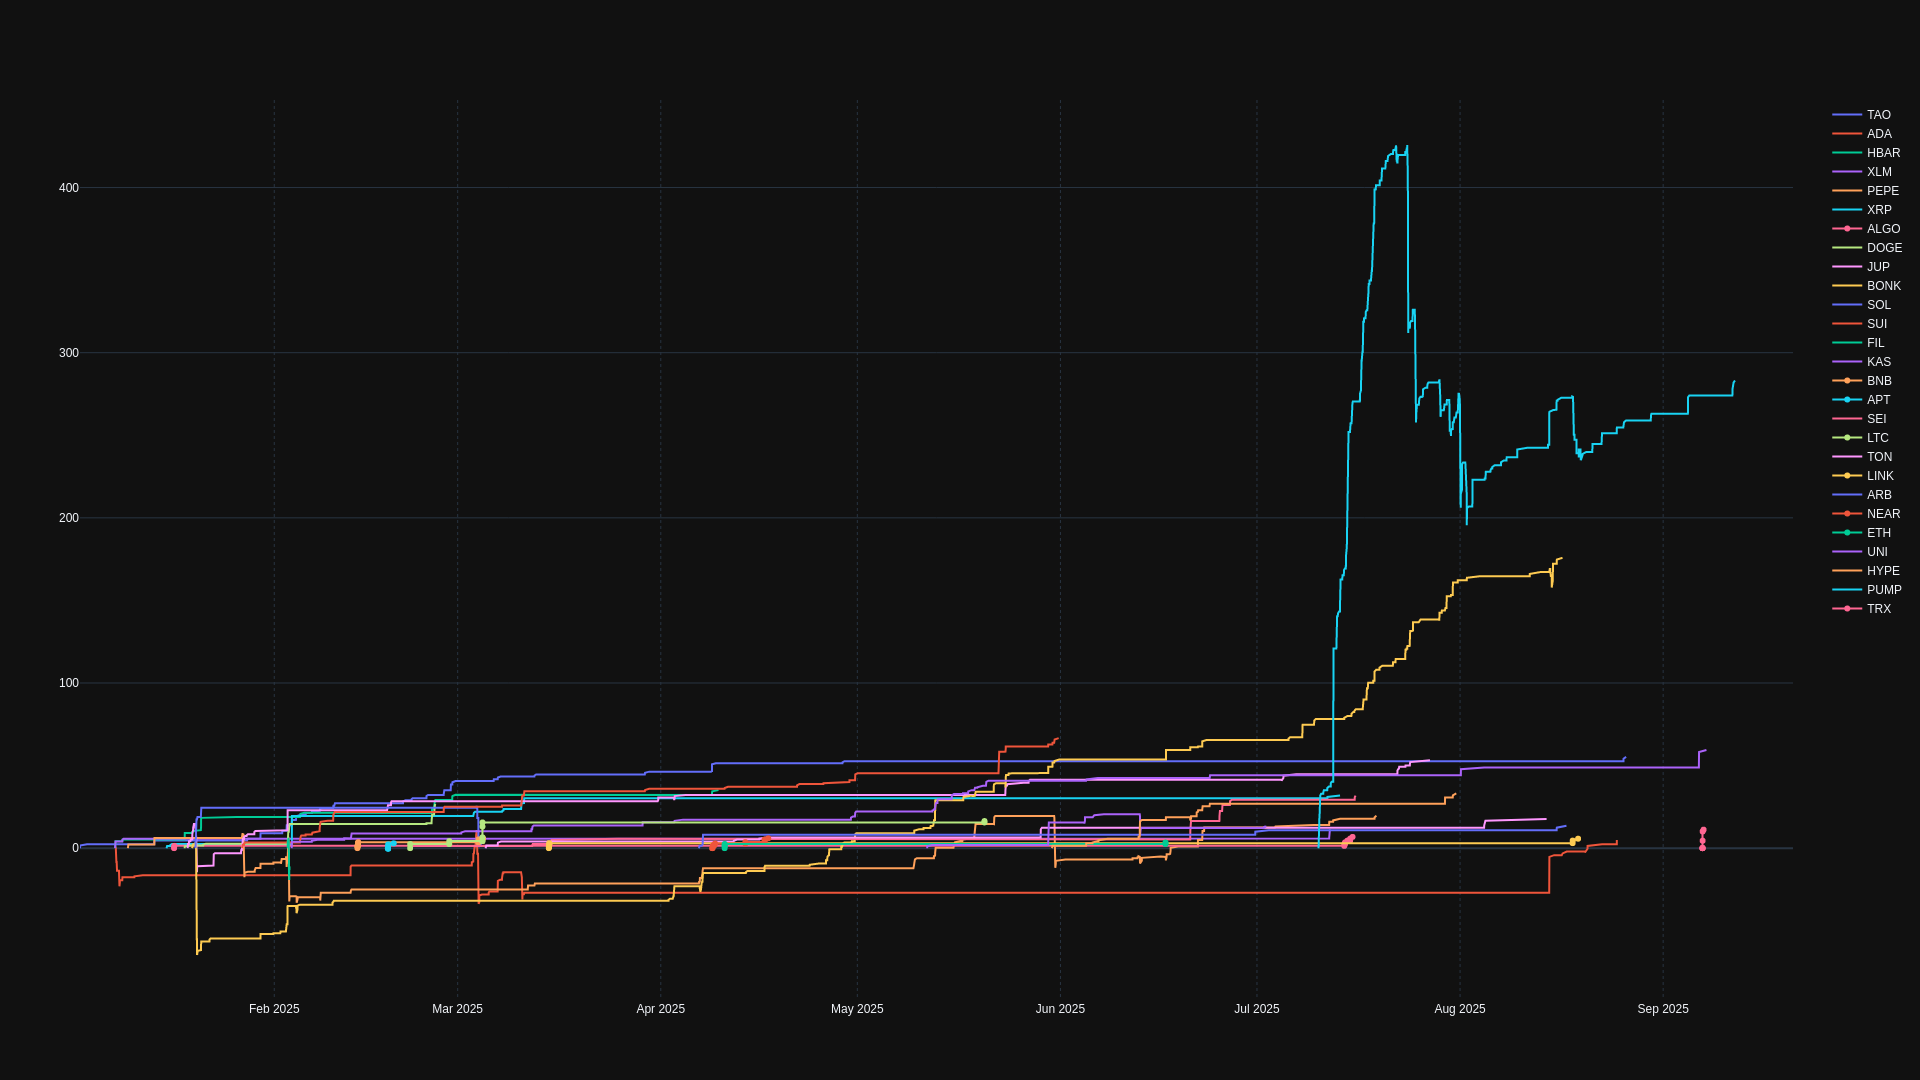 400
300
200
100
0
Feb 2025
Mar 2025
Apr 2025
May 2025
Jun 2025
Jul 2025
Aug 2025
Sep 2025
TAO
ADA
HBAR
XLM
PEPE
XRP
ALGO
DOGE
JUP
BONK
SOL
SUI
FIL
KAS
BNB
APT
SEI
LTC
TON
LINK
ARB
NEAR
ETH
UNI
HYPE
PUMP
TRX